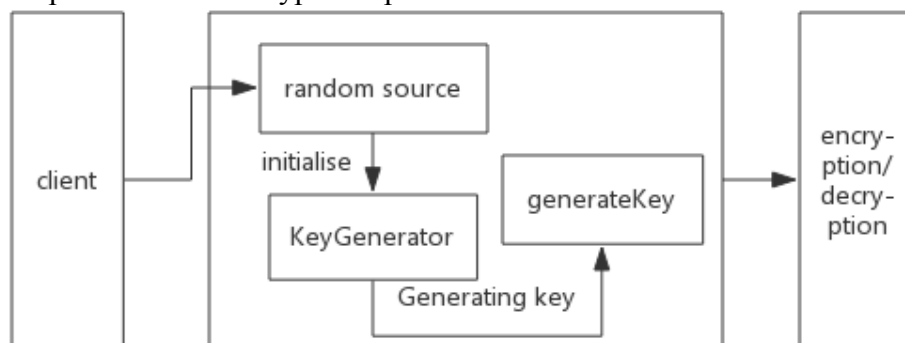 client
random source
initialise
KeyGenerator
Generating key
generateKey
encry-
ption/
decry-
ption